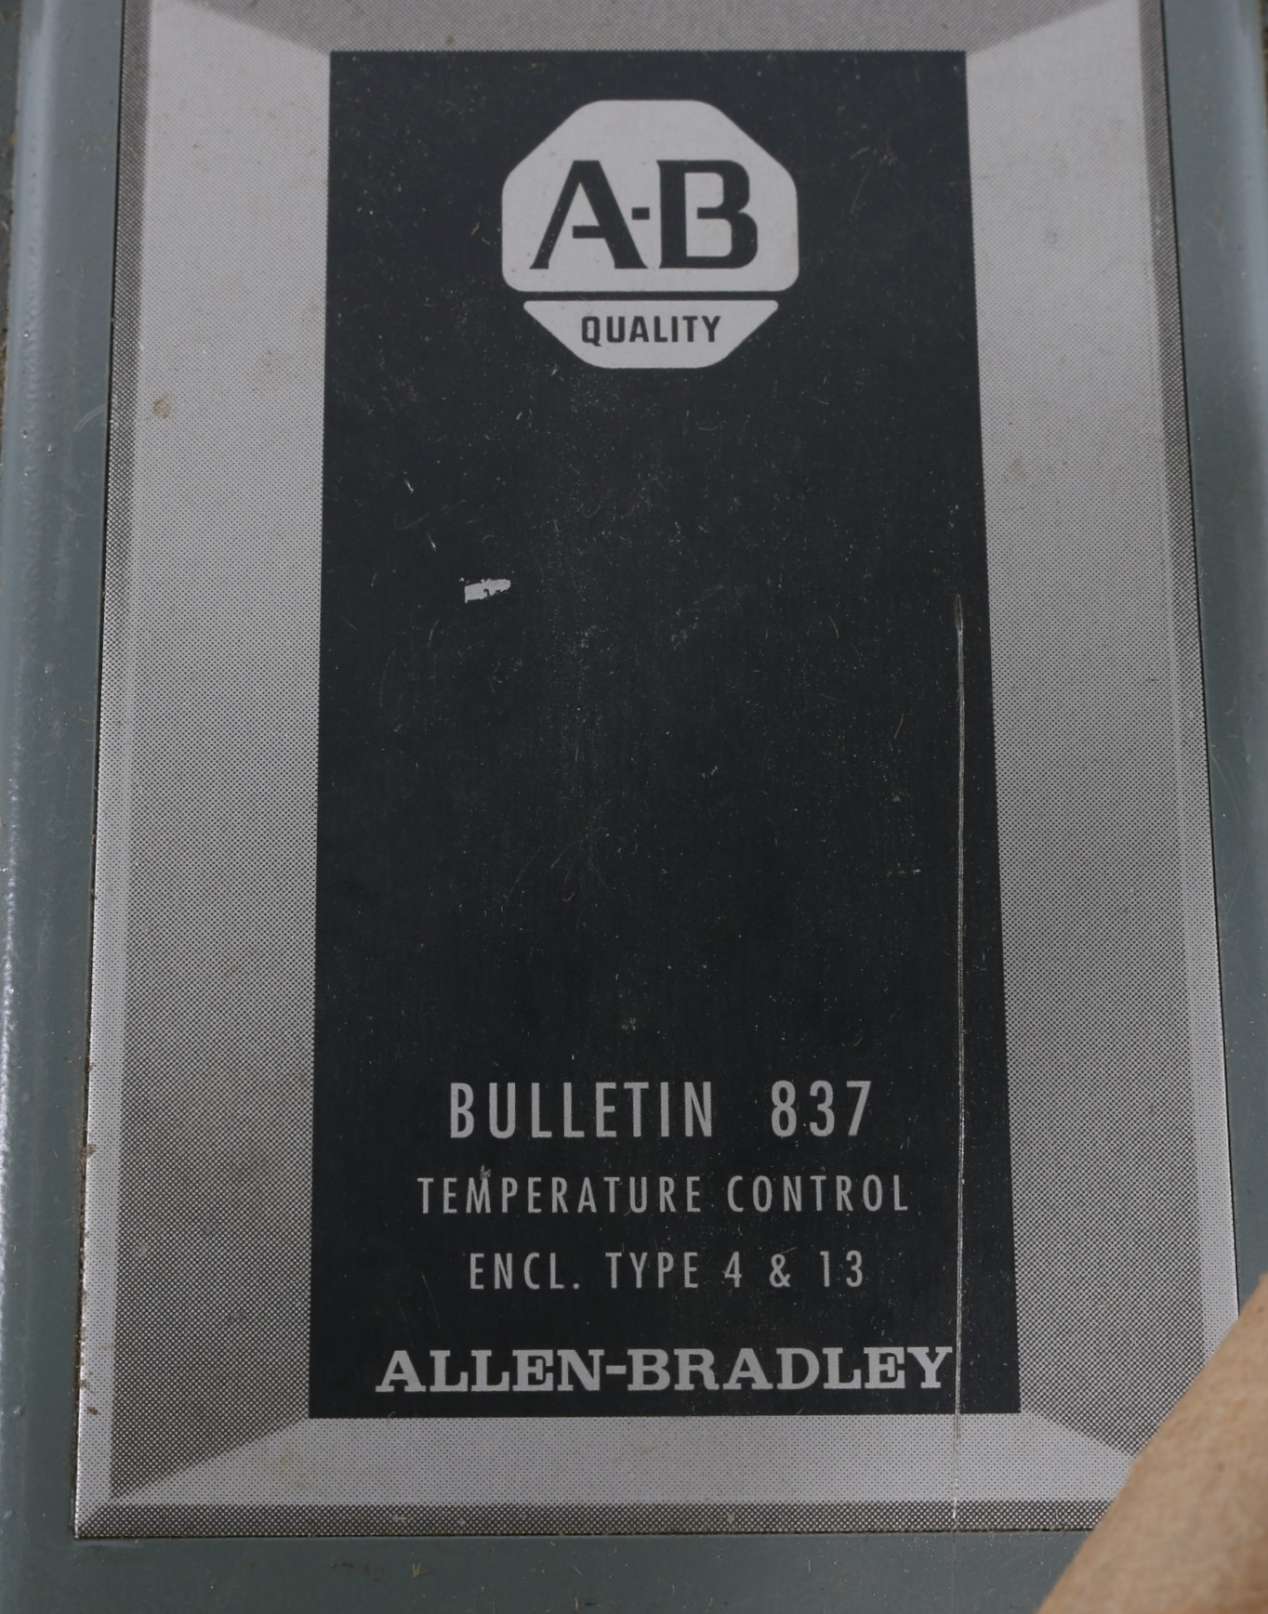 A-B
QUALITY
BULLETIN 837
TEMPERATURE CONTROL
ENCL. TYPE 4 & 13
ALLEN-BRADLEY